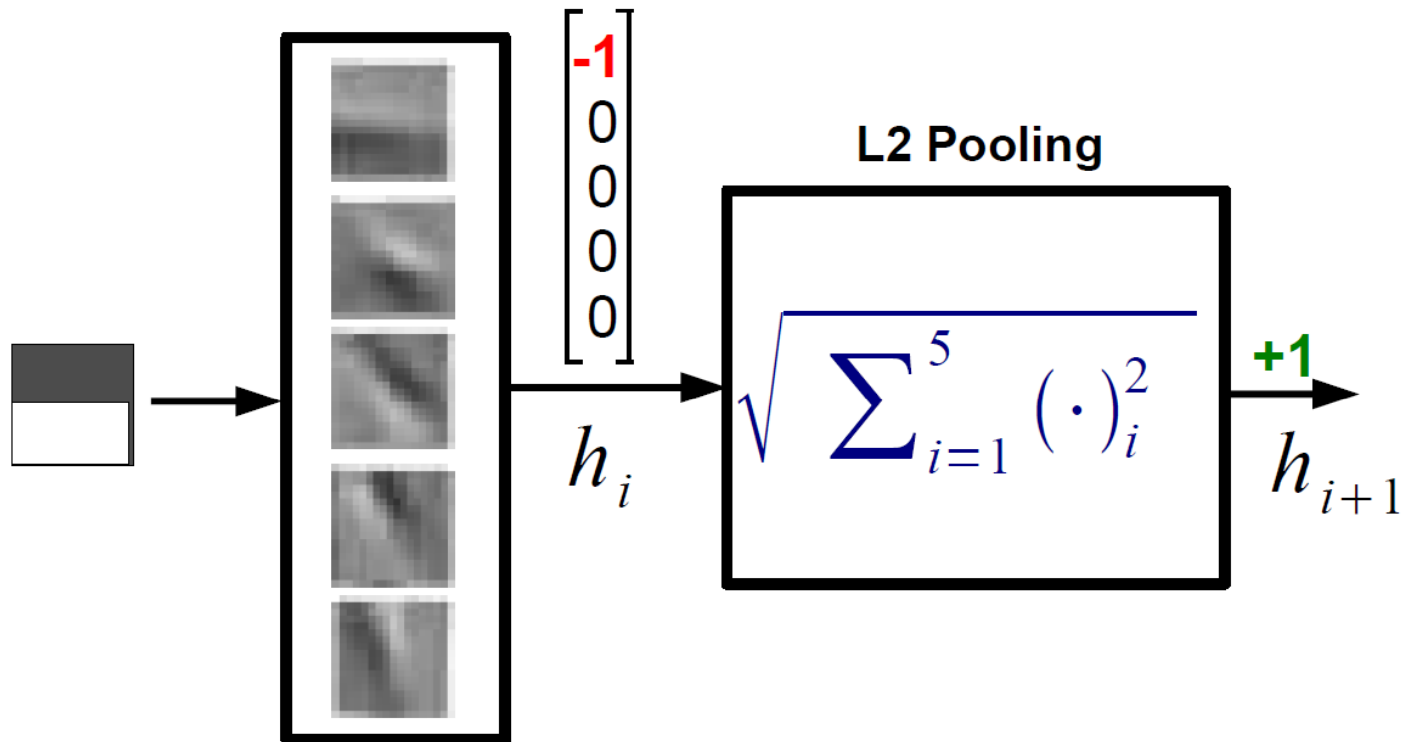 -1
0
0
0
0
L2 Pooling
√ ∑_{i=1}^{5} (·)_i^2
+1
h_i
h_{i+1}